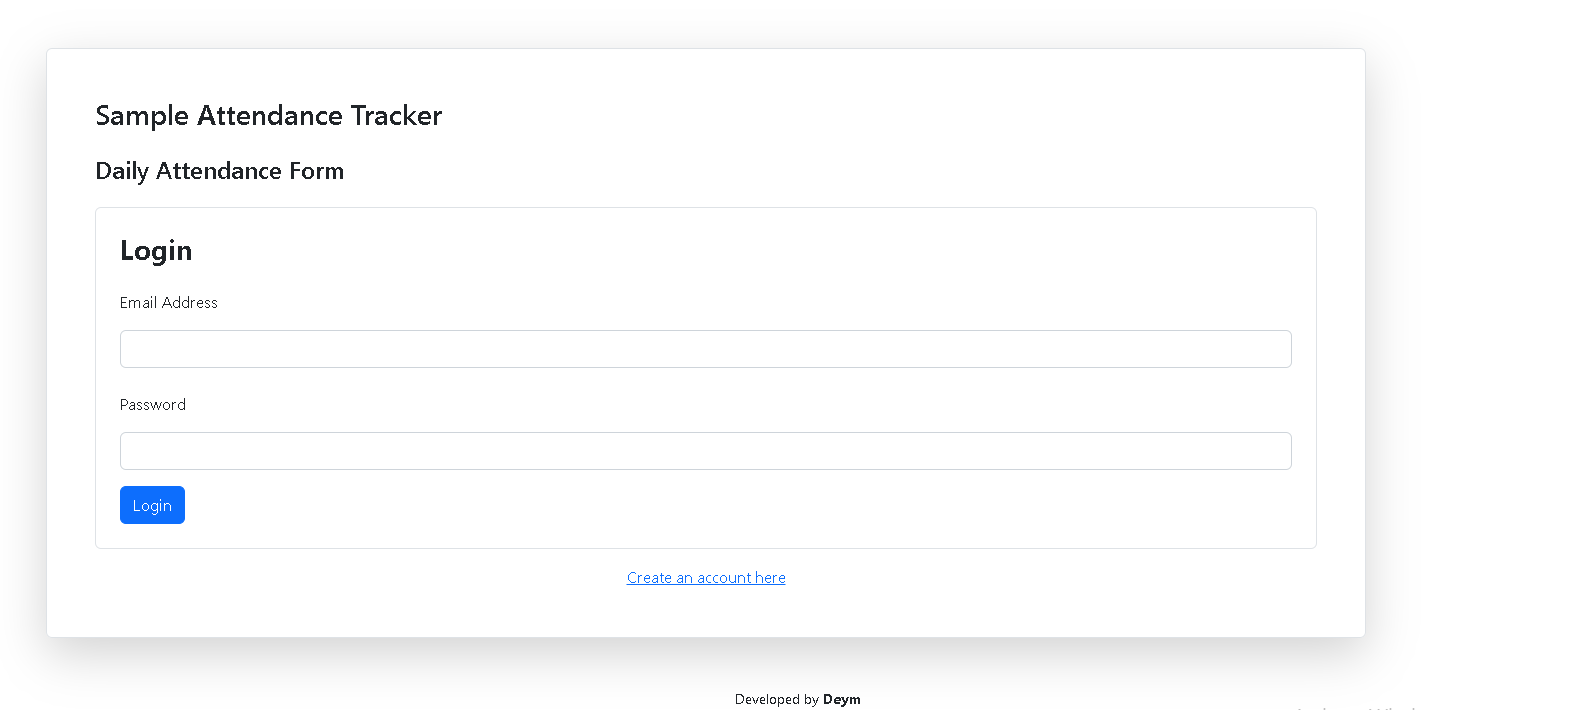 Sample Attendance Tracker
Daily Attendance Form
Login
Email Address
Password
Login
Create an account here
Developed by Deym